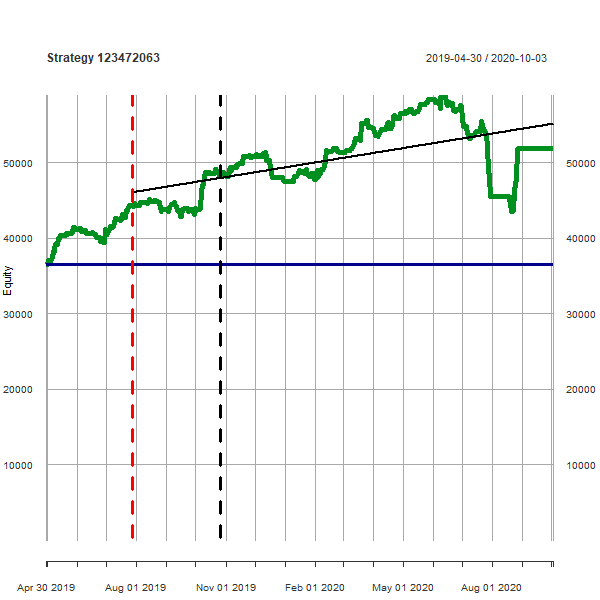 Strategy 123472063
2019-04-30 / 2020-10-03
50000
50000
40000
40000
Equity
30000
30000
20000
20000
10000
10000
Apr 30 2019
Aug 01 2019
Nov 01 2019
Feb 01 2020
May 01 2020
Aug 01 2020